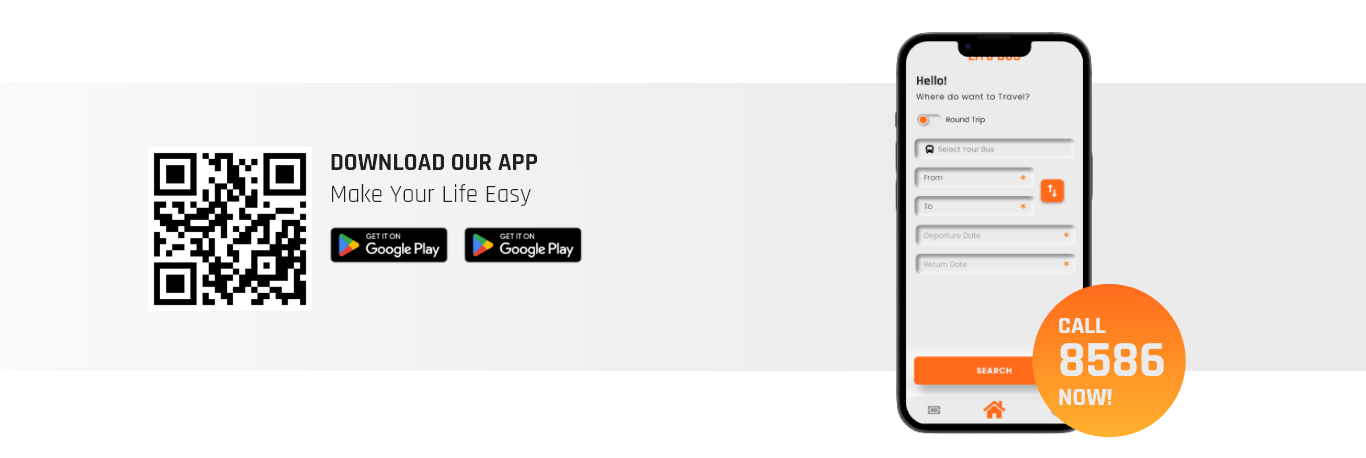 DOWNLOAD OUR APP
Make Your Life Easy
GET IT ON
Google Play
GET IT ON
Google Play
Hello!
Where do want to Travel?
Round Trip
Select Your Bus
From *
To *
Departure Date *
Return Date *
SEARCH
CALL
8586
NOW!